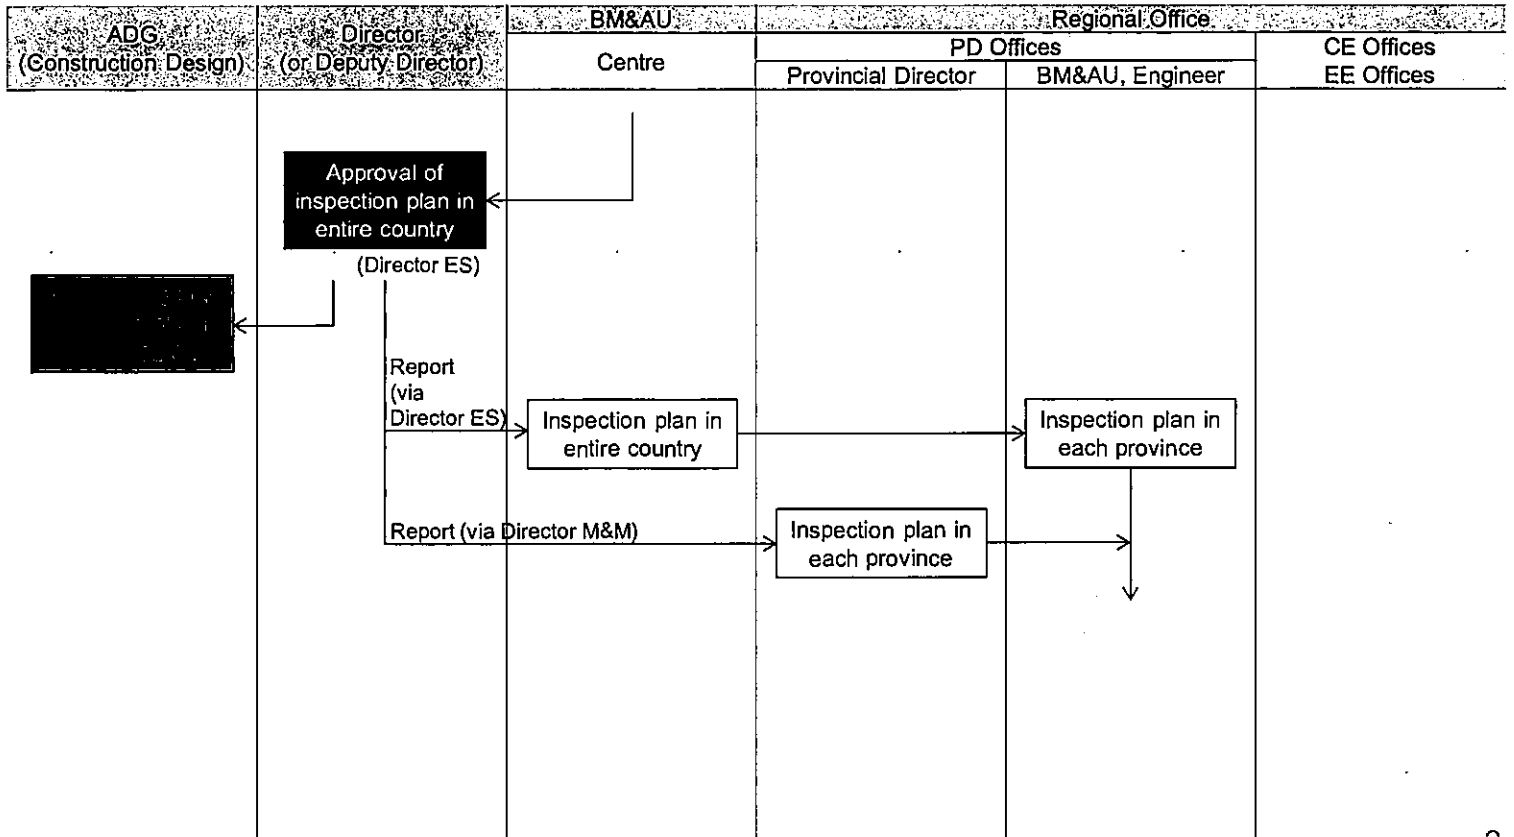 ADG
(Construction Design)
Director
(or Deputy Director)
BM&AU
Centre
Regional Office
PD Offices
Provincial Director
BM&AU, Engineer
CE Offices
EE Offices
Approval of
inspection plan in
entire country
(Director ES)
Report
(via
Director ES)
Inspection plan in
entire country
Inspection plan in
each province
Report (via Director M&M)
Inspection plan in
each province